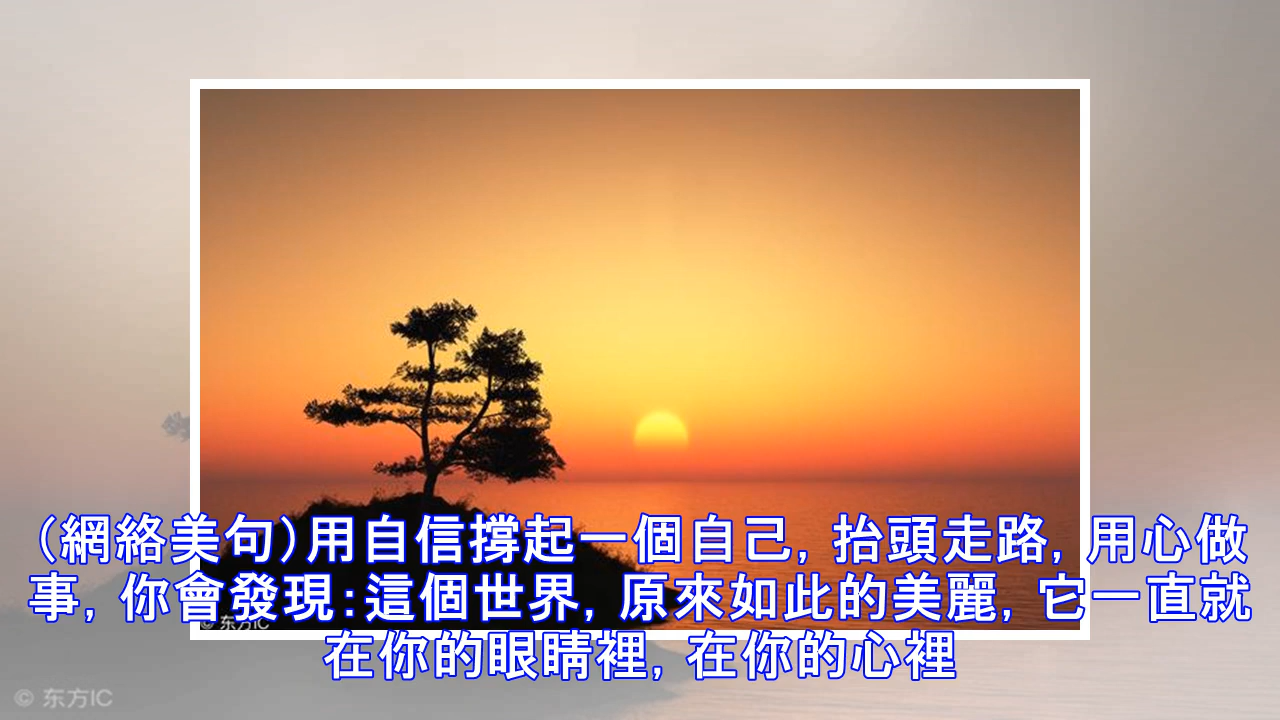 (網絡美句)用自信撐起一個自己, 抬頭走路, 用心做
事, 你會發現:這個世界, 原來如此的美麗, 它一直就
© 东方IC
在你的眼睛裡, 在你的心裡
© 东方IC